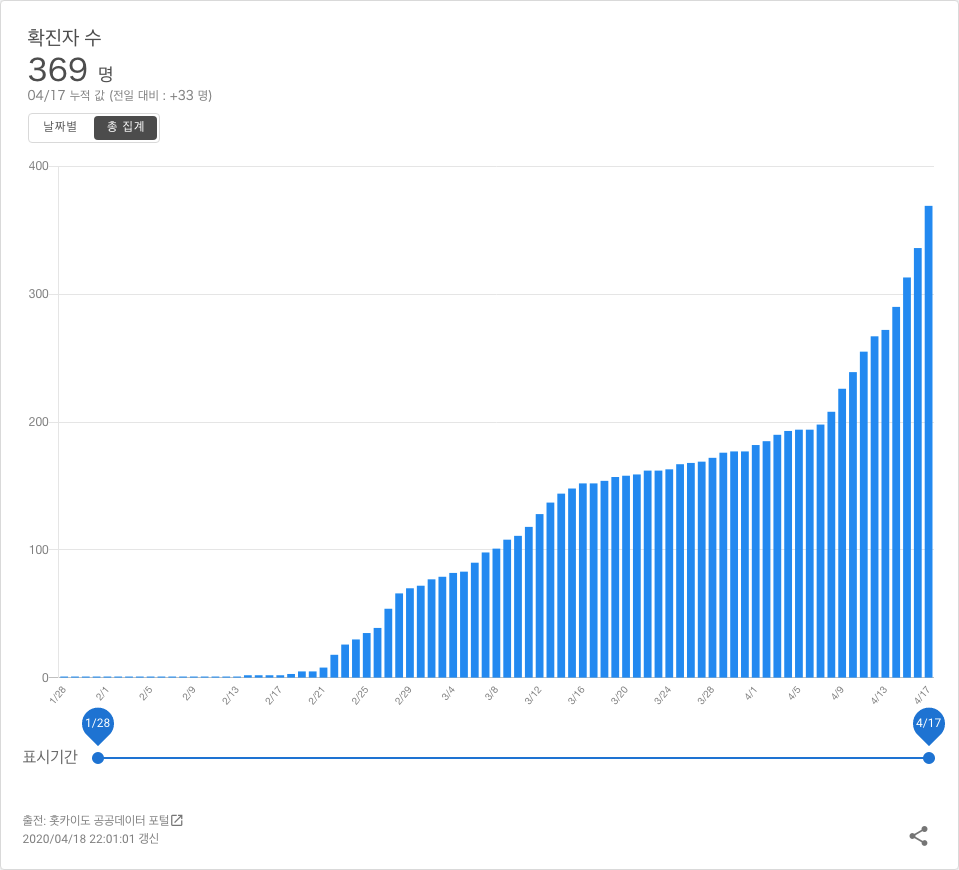 확진자 수
369 명
04/17 누적 값 (전일 대비 : +33 명)
날짜별 총 집계
400
300
200
100
0
1/28 2/1 2/5 2/9 2/13 2/17 2/21 2/25 2/29 3/4 3/8 3/12 3/16 3/20 3/24 3/28 4/1 4/5 4/9 4/13 4/17
1/28 4/17
표시기간
출전: 홋카이도 공공데이터 포털
2020/04/18 22:01:01 갱신